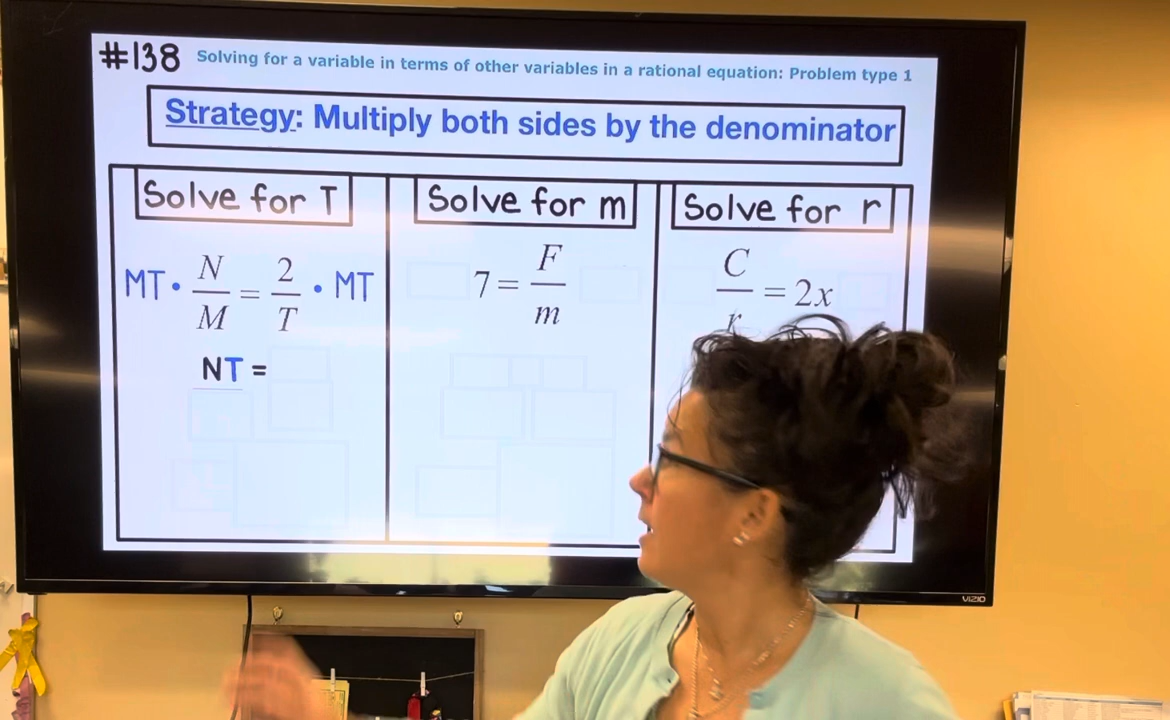 #138 Solving for a variable in terms of other variables in a rational equation: Problem type 1
Strategy: Multiply both sides by the denominator
Solve for T
MT · N/M = 2/T · MT
NT =
Solve for m
7 = F/m
Solve for r
C/r = 2x
VIZIO